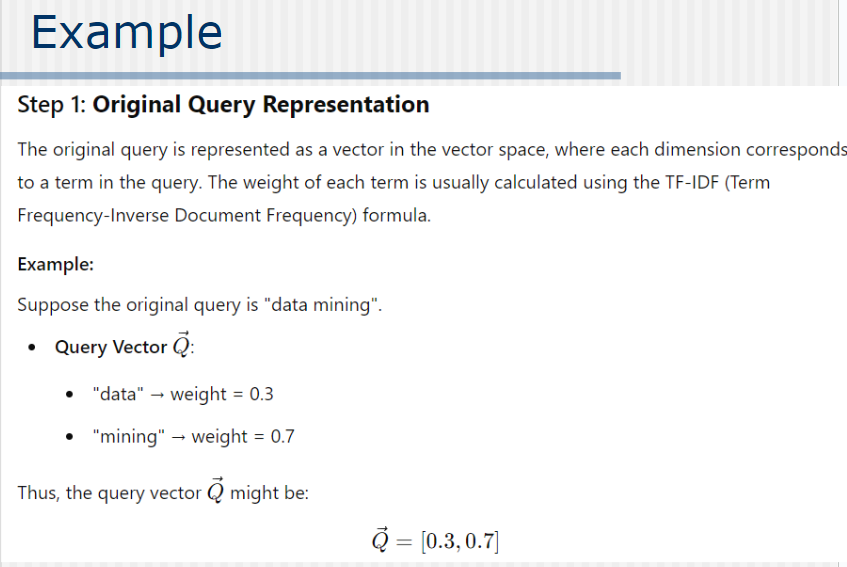 Example
Step 1: Original Query Representation
The original query is represented as a vector in the vector space, where each dimension corresponds
to a term in the query. The weight of each term is usually calculated using the TF-IDF (Term
Frequency-Inverse Document Frequency) formula.
Example:
Suppose the original query is "data mining".
• Query Vector Q⃗:
• "data" → weight = 0.3
• "mining" → weight = 0.7
Thus, the query vector Q⃗ might be:
Q⃗ = [0.3, 0.7]